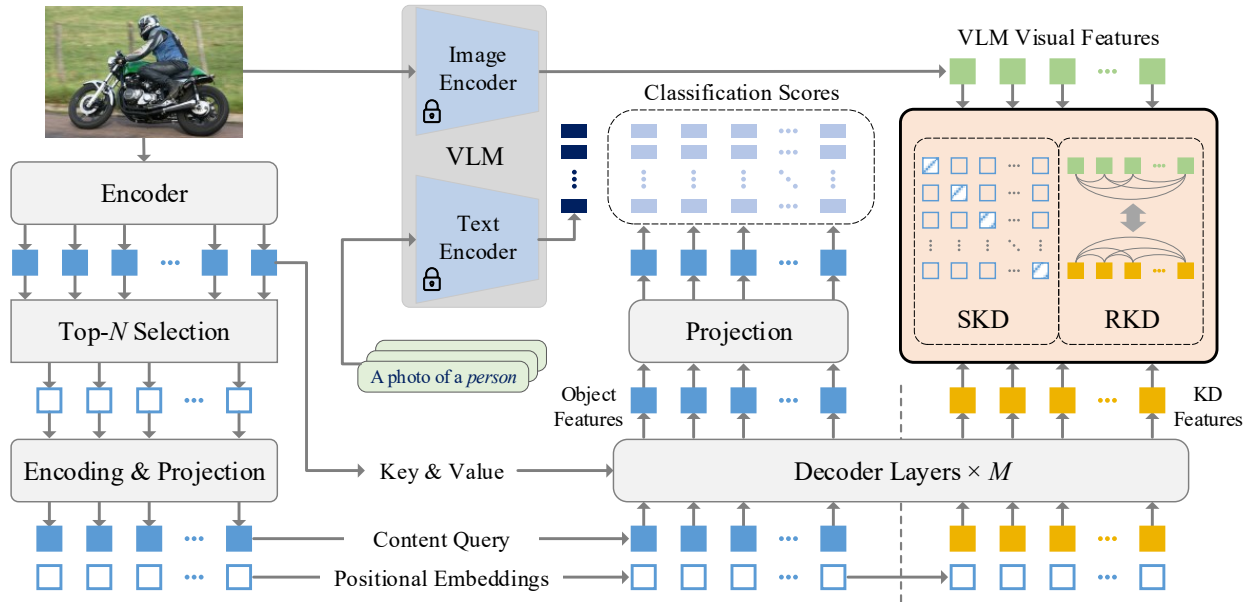 VLM Visual Features
Image
Encoder
Classification Scores
VLM
Encoder
Text
Encoder
SKD
RKD
Top-N Selection
Projection
A photo of a person
Object
Features
KD
Features
Encoding & Projection
Key & Value
Decoder Layers × M
Content Query
Positional Embeddings